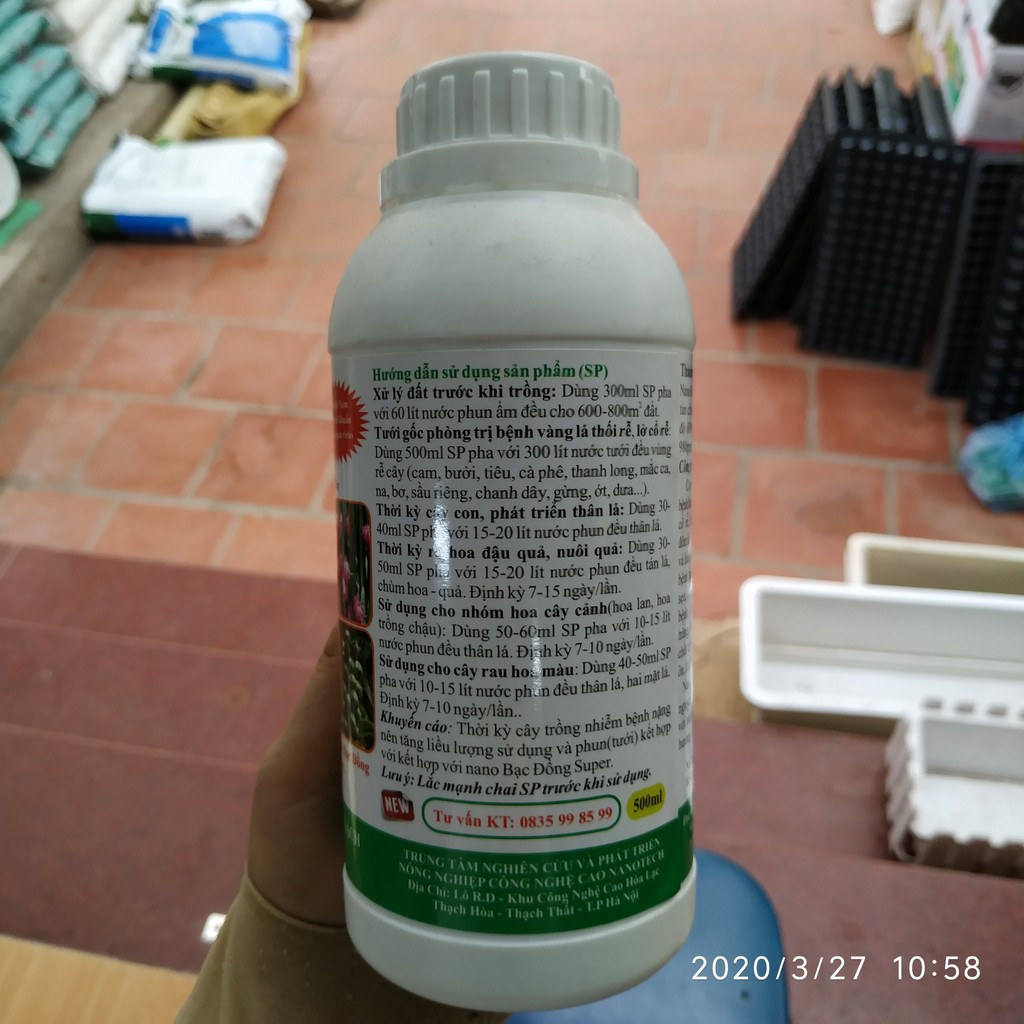 Hướng dẫn sử dụng sản phẩm (SP)
Xử lý đất trước khi trồng: Dùng 300ml SP pha
với 60 lít nước phun ẩm đều cho 600-800m² đất.
Tưới gốc phòng trị bệnh vàng lá thối rễ, lở cổ rễ:
Dùng 500ml SP pha với 300 lít nước tưới đều vùng
rễ cây (cam, bưởi, tiêu, cà phê, thanh long, mắc ca,
na, bơ, sầu riêng, chanh dây, gừng, ớt, dưa...).
Thời kỳ cây con, phát triển thân lá: Dùng 30-
40ml SP pha với 15-20 lít nước phun đều thân lá.
Thời kỳ ra hoa đậu quả, nuôi quả: Dùng 30-
50ml SP pha với 15-20 lít nước phun đều tán lá,
chùm hoa - quả. Định kỳ 7-15 ngày/lần.
Sử dụng cho nhóm hoa cây cảnh(hoa lan, hoa
trồng chậu): Dùng 50-60ml SP pha với 10-15 lít
nước phun đều thân lá. Định kỳ 7-10 ngày/lần.
Sử dụng cho cây rau hoa màu: Dùng 40-50ml SP
pha với 10-15 lít nước phun đều thân lá, hai mặt lá.
Định kỳ 7-10 ngày/lần..
Khuyến cáo: Thời kỳ cây trồng nhiễm bệnh nặng
nên tăng liều lượng sử dụng và phun(tưới) kết hợp
với kết hợp với nano Bạc Đồng Super.
Lưu ý: Lắc mạnh chai SP trước khi sử dụng.
NEW
Tư vấn KT: 0835 99 85 99
500ml
TRUNG TÂM NGHIÊN CỨU VÀ PHÁT TRIỂN
NÔNG NGHIỆP CÔNG NGHỆ CAO NANOTECH
Địa Chỉ: Lô R.D - Khu Công Nghệ Cao Hòa Lạc
Thạch Hòa - Thạch Thất - T.P Hà Nội
Đồng
2020/3/27 10:58